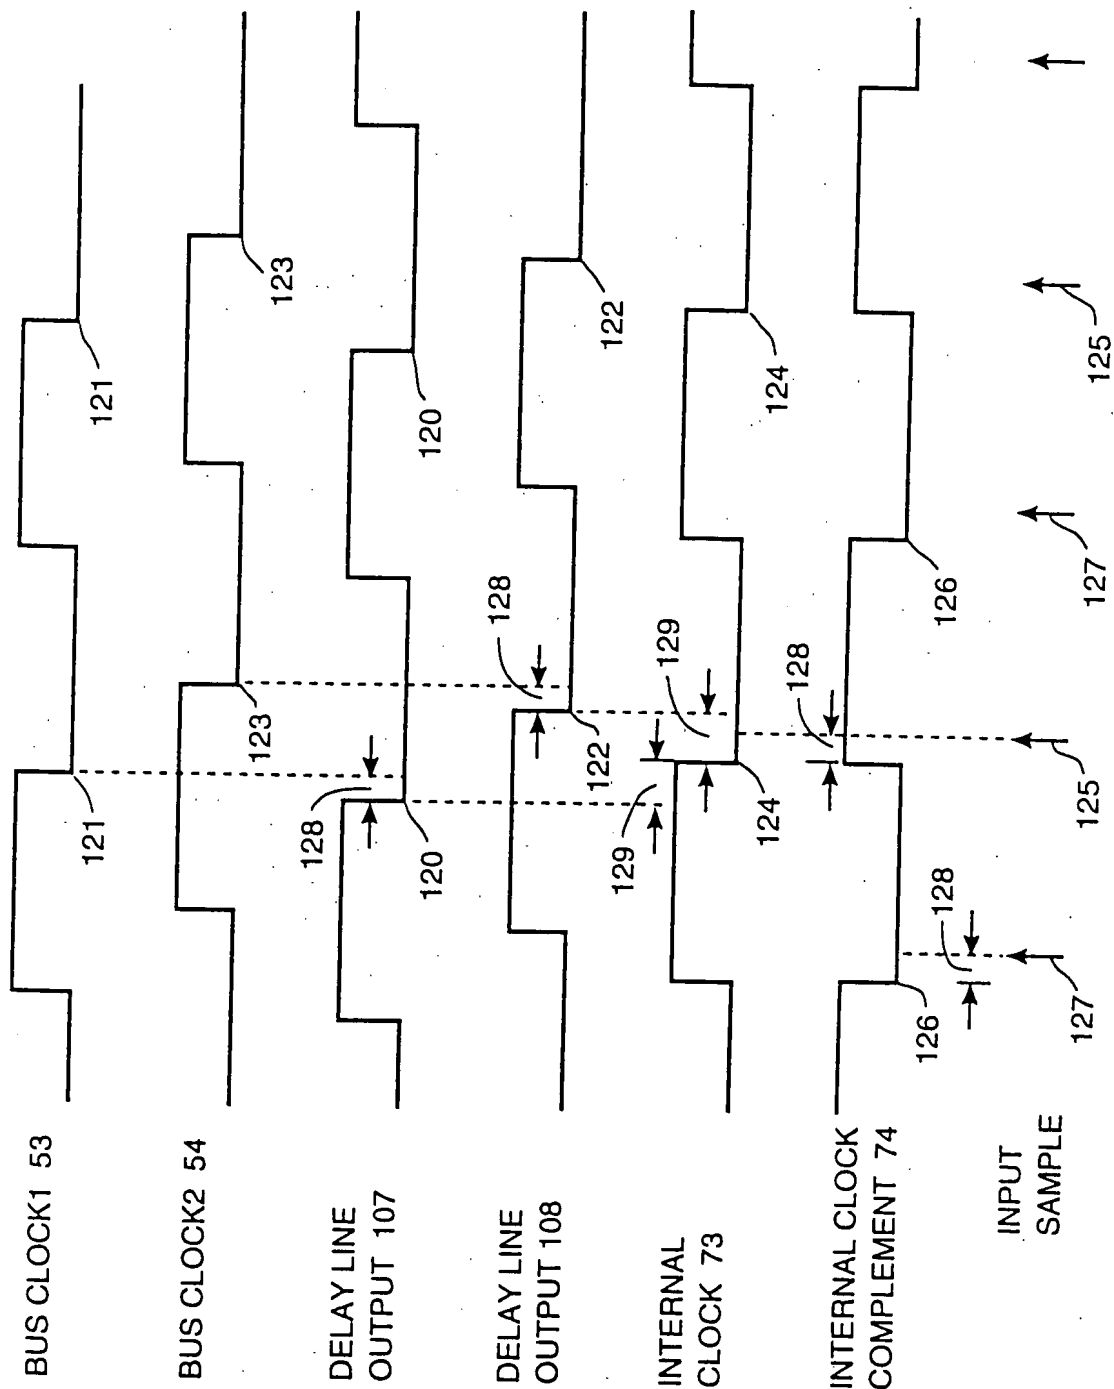 BUS CLOCK1 53
121
121
BUS CLOCK2 54
123
123
DELAY LINE
OUTPUT 107
128
120
120
DELAY LINE
OUTPUT 108
128
122
122
INTERNAL
CLOCK 73
129
129
124
124
INTERNAL CLOCK
COMPLEMENT 74
128
126
126
128
INPUT
SAMPLE
127
125
127
125